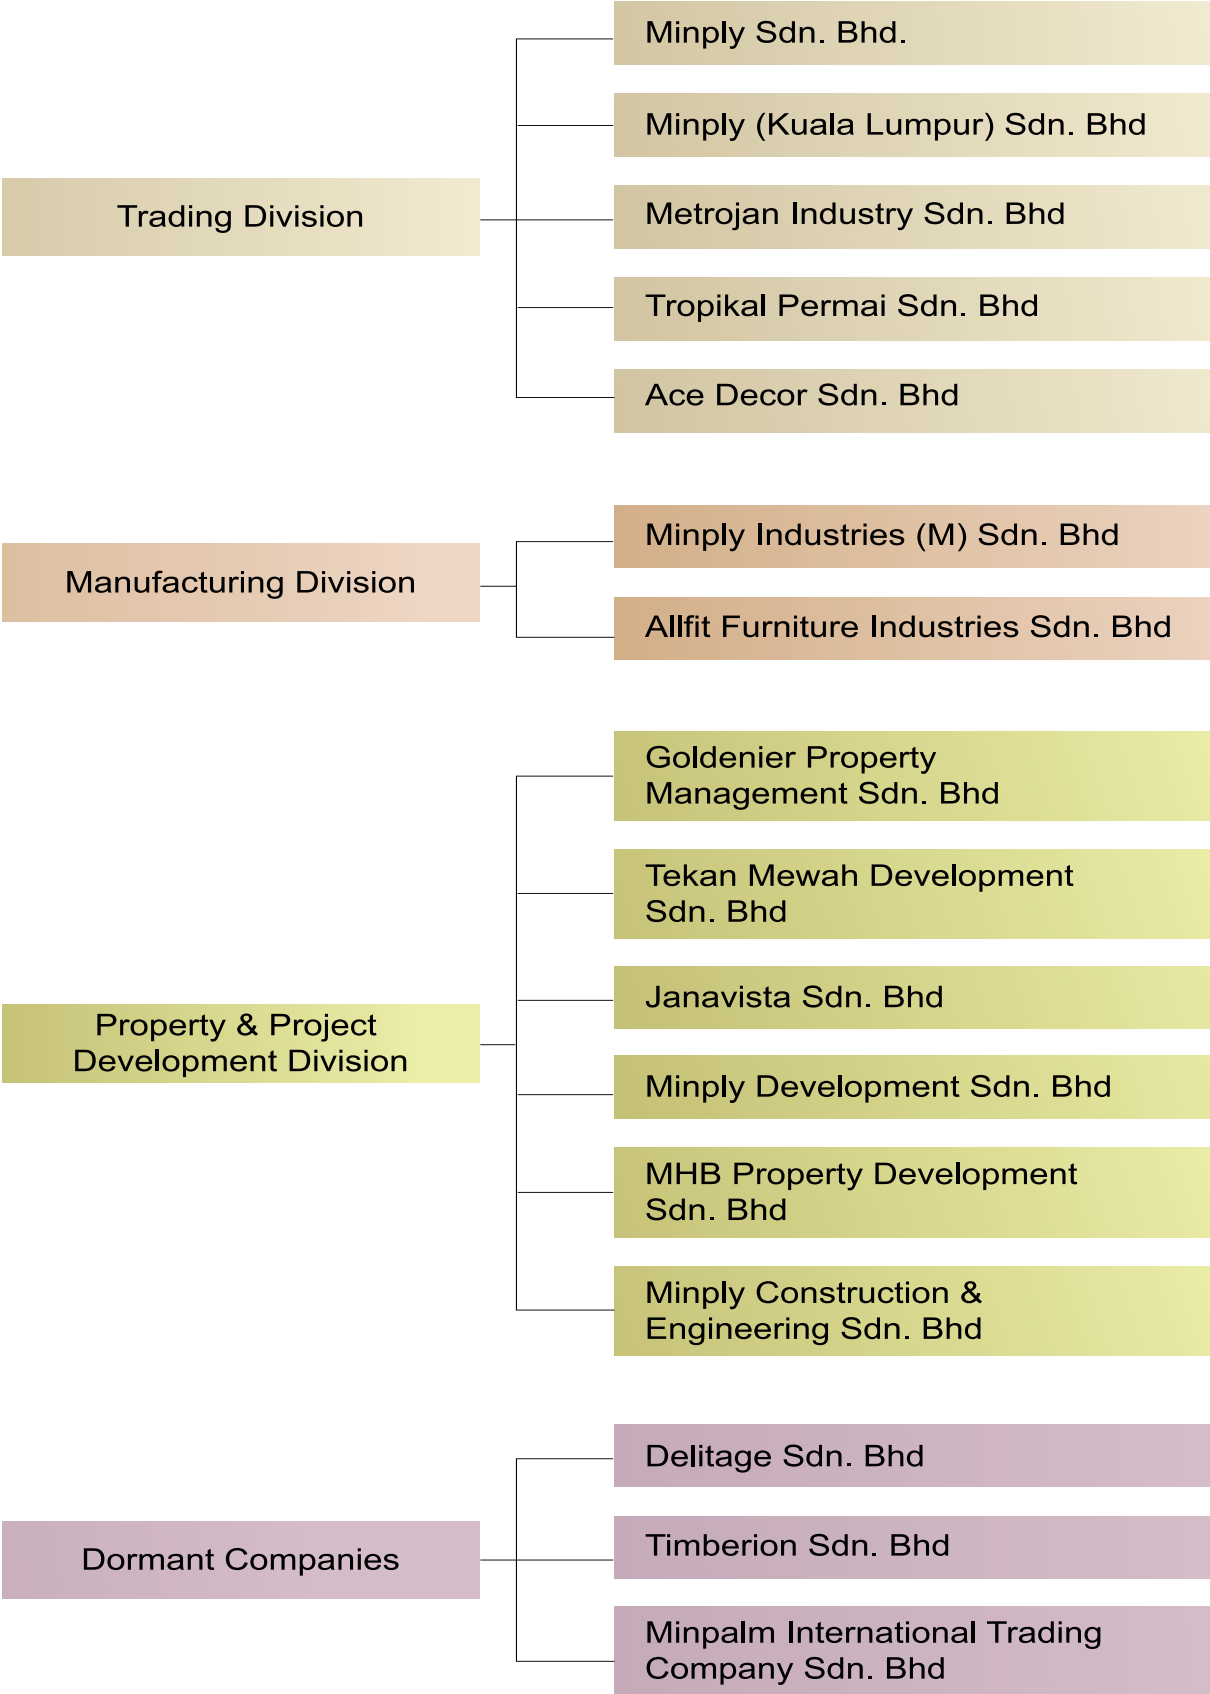 Trading Division
Minply Sdn. Bhd.
Minply (Kuala Lumpur) Sdn. Bhd
Metrojan Industry Sdn. Bhd
Tropikal Permai Sdn. Bhd
Ace Decor Sdn. Bhd
Manufacturing Division
Minply Industries (M) Sdn. Bhd
Allfit Furniture Industries Sdn. Bhd
Property & Project
Development Division
Goldenier Property
Management Sdn. Bhd
Tekan Mewah Development
Sdn. Bhd
Janavista Sdn. Bhd
Minply Development Sdn. Bhd
MHB Property Development
Sdn. Bhd
Minply Construction &
Engineering Sdn. Bhd
Dormant Companies
Delitage Sdn. Bhd
Timberion Sdn. Bhd
Minpalm International Trading
Company Sdn. Bhd